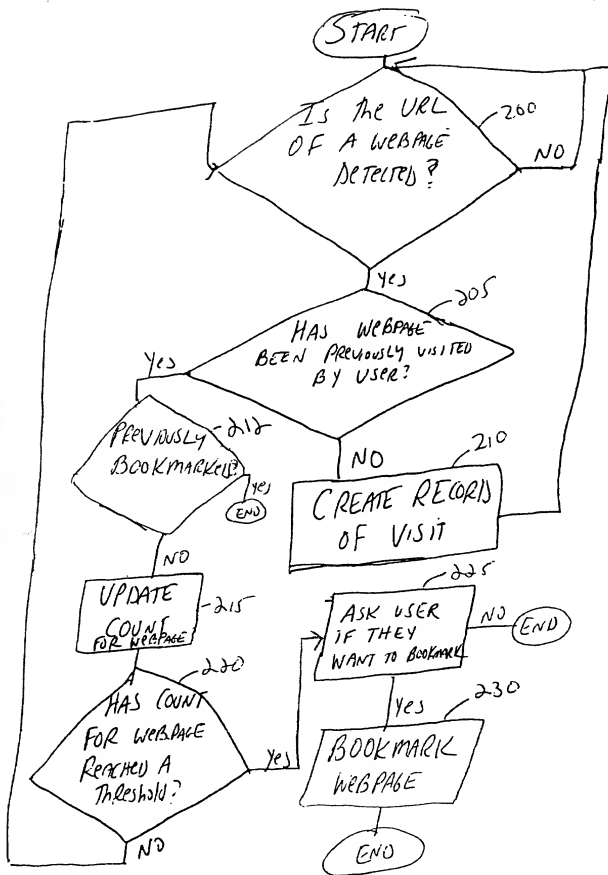 START
Is the URL
OF A WEBPAGE
DETECTED?
200
NO
Yes
205
HAS WEBPAGE
BEEN PREVIOUSLY VISITED
BY USER?
Yes
NO
212
PREVIOUSLY
BOOKMARKED?
Yes
END
NO
210
CREATE RECORD
OF VISIT
UPDATE
COUNT
FOR WEBPAGE
215
225
ASK USER
IF THEY
WANT TO BOOKMARK
NO
END
220
HAS COUNT
FOR WEBPAGE
REACHED A
Threshold?
Yes
NO
Yes
230
BOOKMARK
WEBPAGE
END